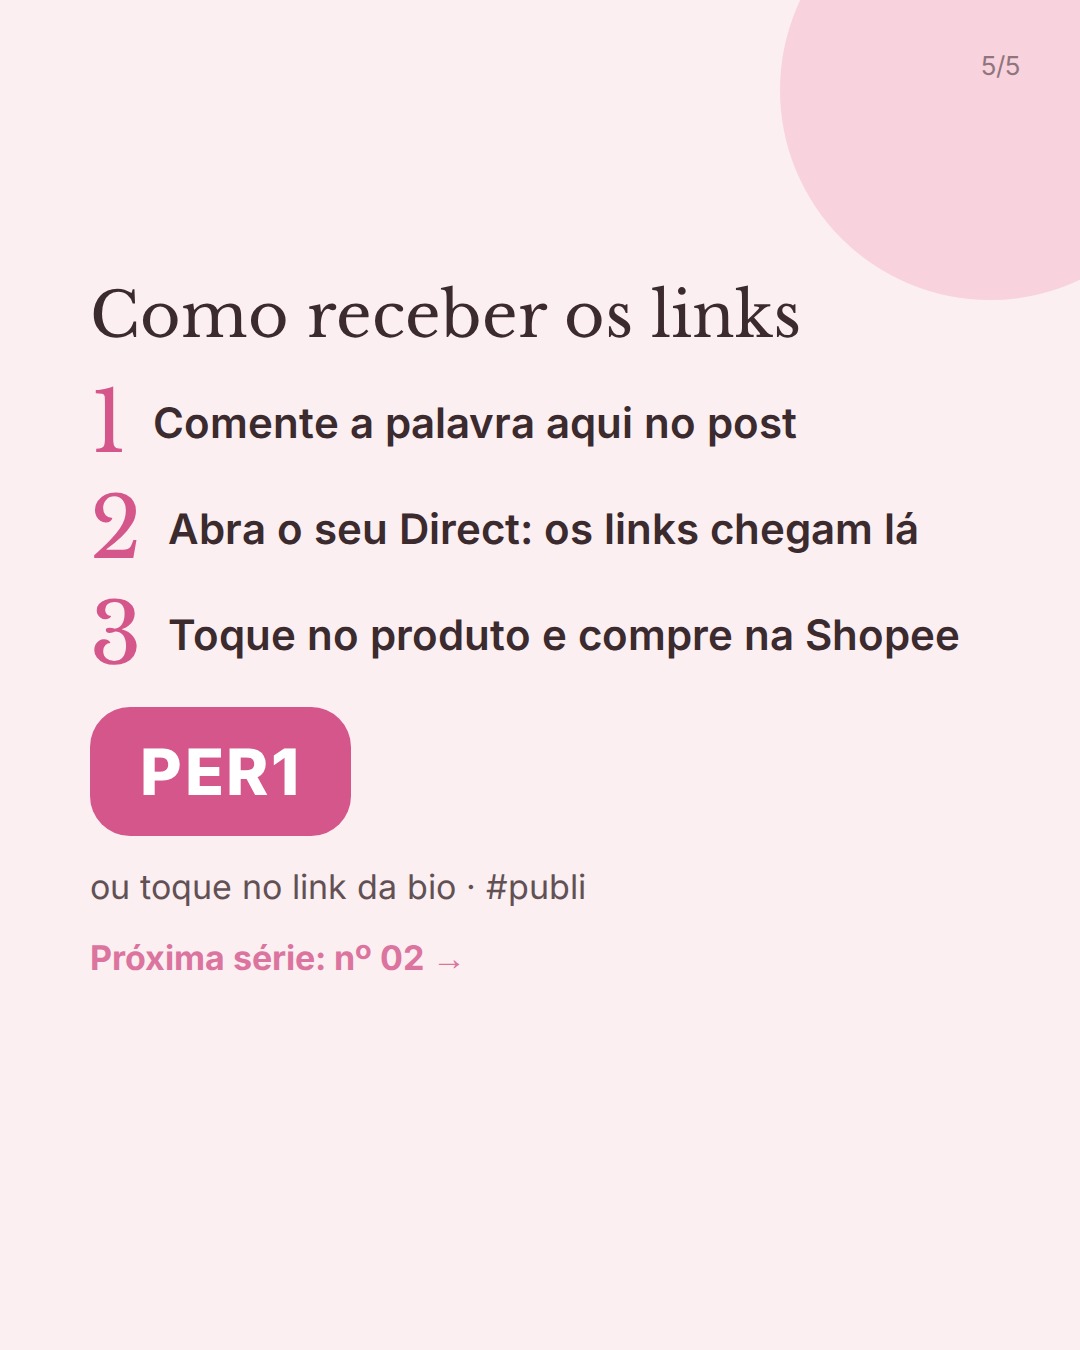 5/5
Como receber os links
1 Comente a palavra aqui no post
2 Abra o seu Direct: os links chegam lá
3 Toque no produto e compre na Shopee
PER1
ou toque no link da bio · #publi
Próxima série: nº 02 →